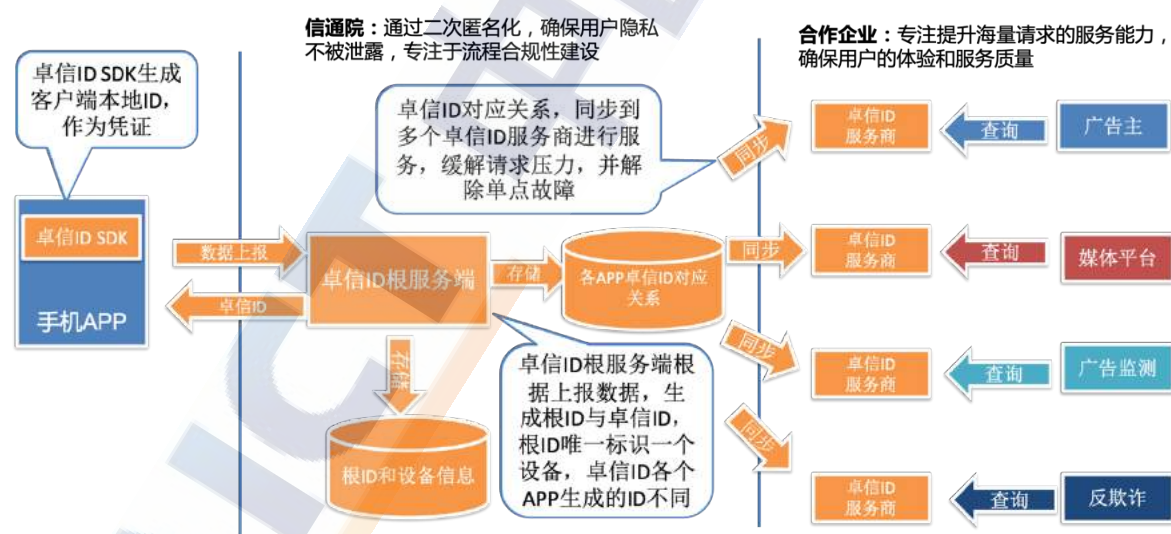 信通院：通过二次匿名化，确保用户隐私
不被泄露，专注于流程合规性建设
合作企业：专注提升海量请求的服务能力，
确保用户的体验和服务质量
卓信ID SDK生成
客户端本地ID，
作为凭证
卓信ID对应关系，同步到
多个卓信ID服务商进行服
务，缓解请求压力，并解
除单点故障
卓信ID SDK
手机APP
数据上报
卓信ID
卓信ID根服务端
存储
各APP卓信ID对应
关系
存储
根ID和设备信息
卓信ID根服务端根
据上报数据，生
成根ID与卓信ID，
根ID唯一标识一个
设备，卓信ID各个
APP生成的ID不同
同步
卓信ID
服务商
查询
广告主
同步
卓信ID
服务商
查询
媒体平台
同步
卓信ID
服务商
查询
广告监测
同步
卓信ID
服务商
查询
反欺诈